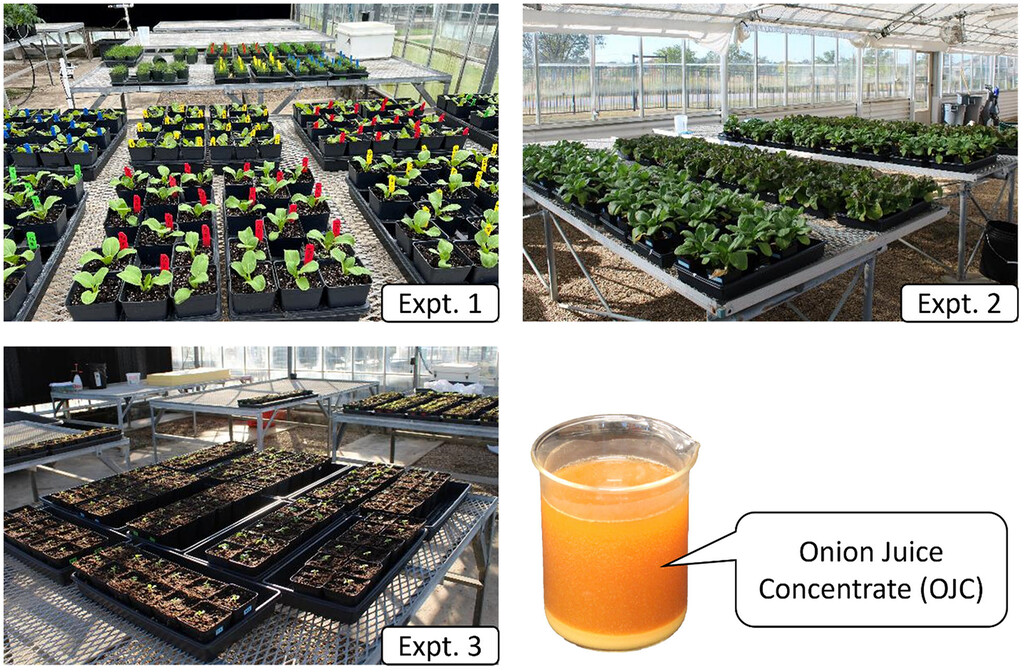 Expt. 1
Expt. 2
Expt. 3
Onion Juice
Concentrate (OJC)